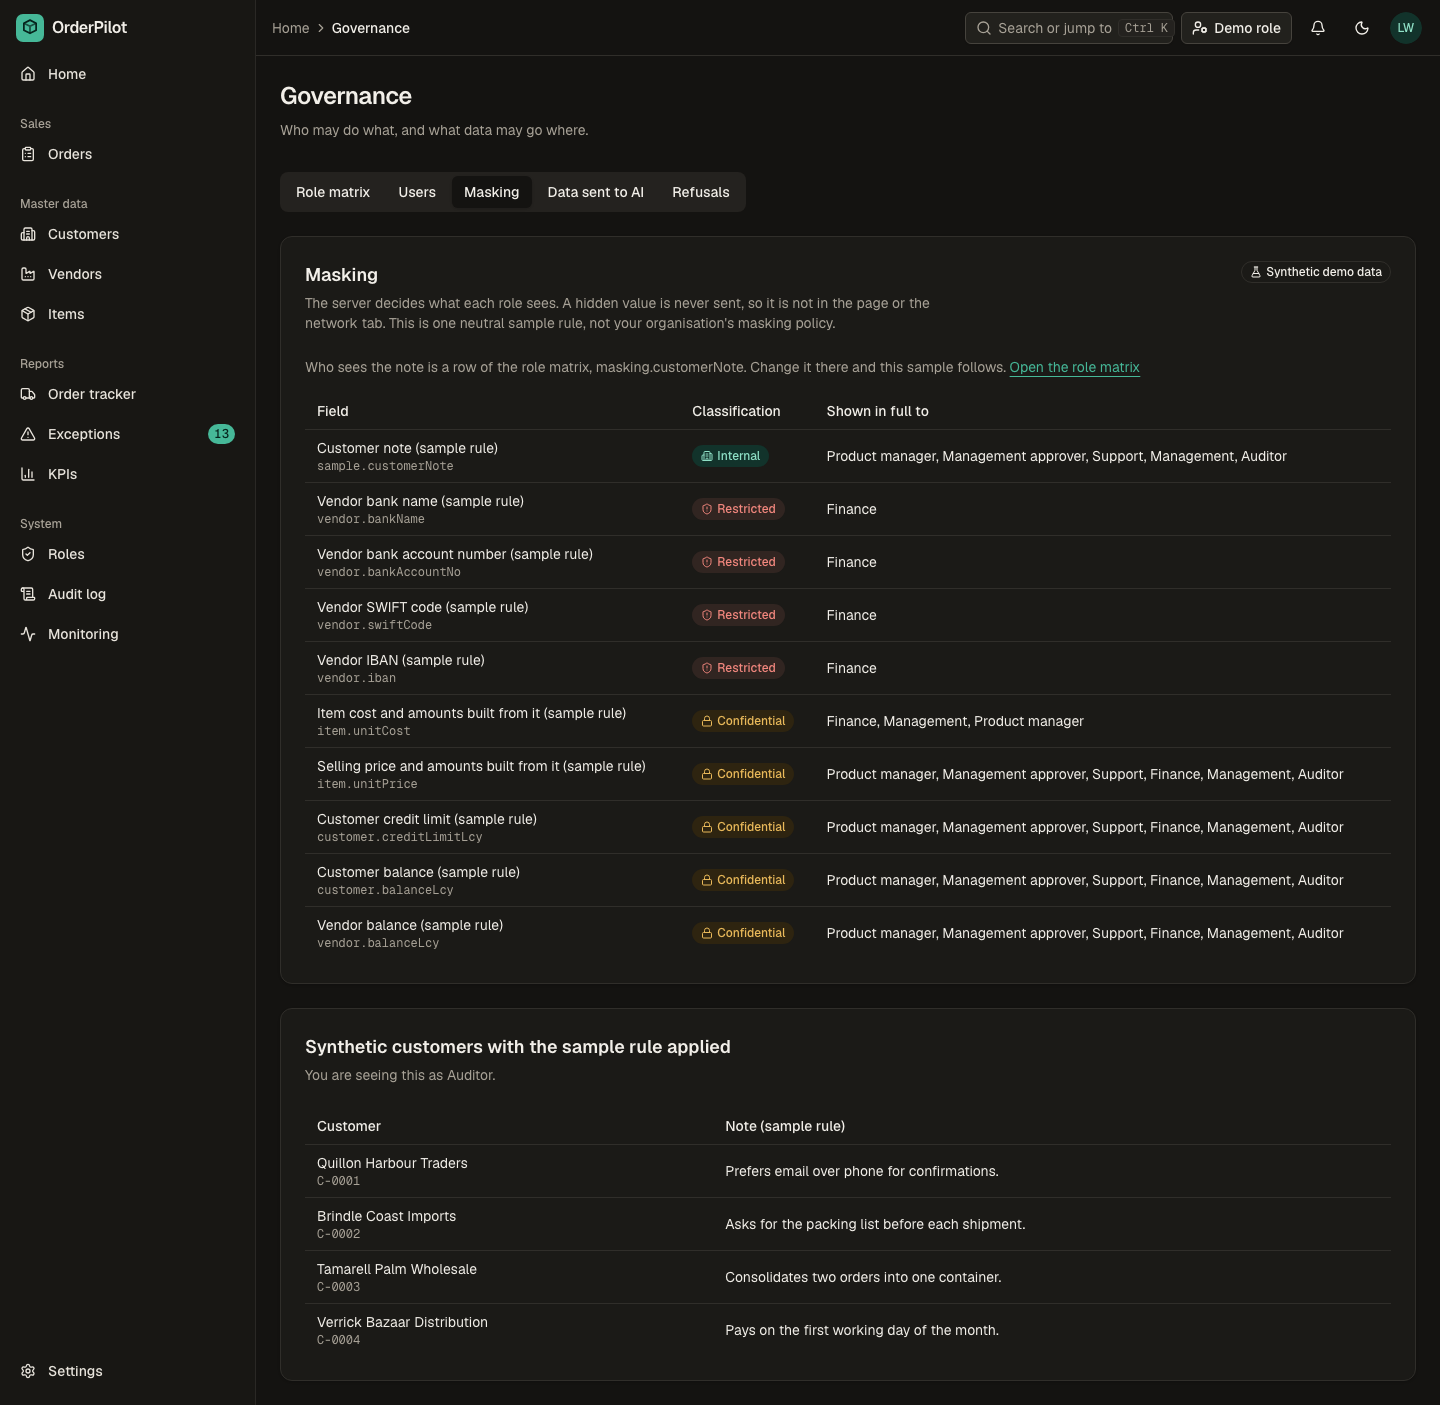 OrderPilot
Home
Sales
Orders
Master data
Customers
Vendors
Items
Reports
Order tracker
Exceptions 13
KPIs
System
Roles
Audit log
Monitoring
Settings
Home > Governance
Search or jump to Ctrl K
Demo role
LW
Governance
Who may do what, and what data may go where.
Role matrix Users Masking Data sent to AI Refusals
Masking
Synthetic demo data
The server decides what each role sees. A hidden value is never sent, so it is not in the page or the
network tab. This is one neutral sample rule, not your organisation's masking policy.
Who sees the note is a row of the role matrix, masking.customerNote. Change it there and this sample follows. Open the role matrix
Field Classification Shown in full to
Customer note (sample rule)
sample.customerNote
Internal
Product manager, Management approver, Support, Management, Auditor
Vendor bank name (sample rule)
vendor.bankName
Restricted
Finance
Vendor bank account number (sample rule)
vendor.bankAccountNo
Restricted
Finance
Vendor SWIFT code (sample rule)
vendor.swiftCode
Restricted
Finance
Vendor IBAN (sample rule)
vendor.iban
Restricted
Finance
Item cost and amounts built from it (sample rule)
item.unitCost
Confidential
Finance, Management, Product manager
Selling price and amounts built from it (sample rule)
item.unitPrice
Confidential
Product manager, Management approver, Support, Finance, Management, Auditor
Customer credit limit (sample rule)
customer.creditLimitLcy
Confidential
Product manager, Management approver, Support, Finance, Management, Auditor
Customer balance (sample rule)
customer.balanceLcy
Confidential
Product manager, Management approver, Support, Finance, Management, Auditor
Vendor balance (sample rule)
vendor.balanceLcy
Confidential
Product manager, Management approver, Support, Finance, Management, Auditor
Synthetic customers with the sample rule applied
You are seeing this as Auditor.
Customer Note (sample rule)
Quillon Harbour Traders
C-0001
Prefers email over phone for confirmations.
Brindle Coast Imports
C-0002
Asks for the packing list before each shipment.
Tamarell Palm Wholesale
C-0003
Consolidates two orders into one container.
Verrick Bazaar Distribution
C-0004
Pays on the first working day of the month.